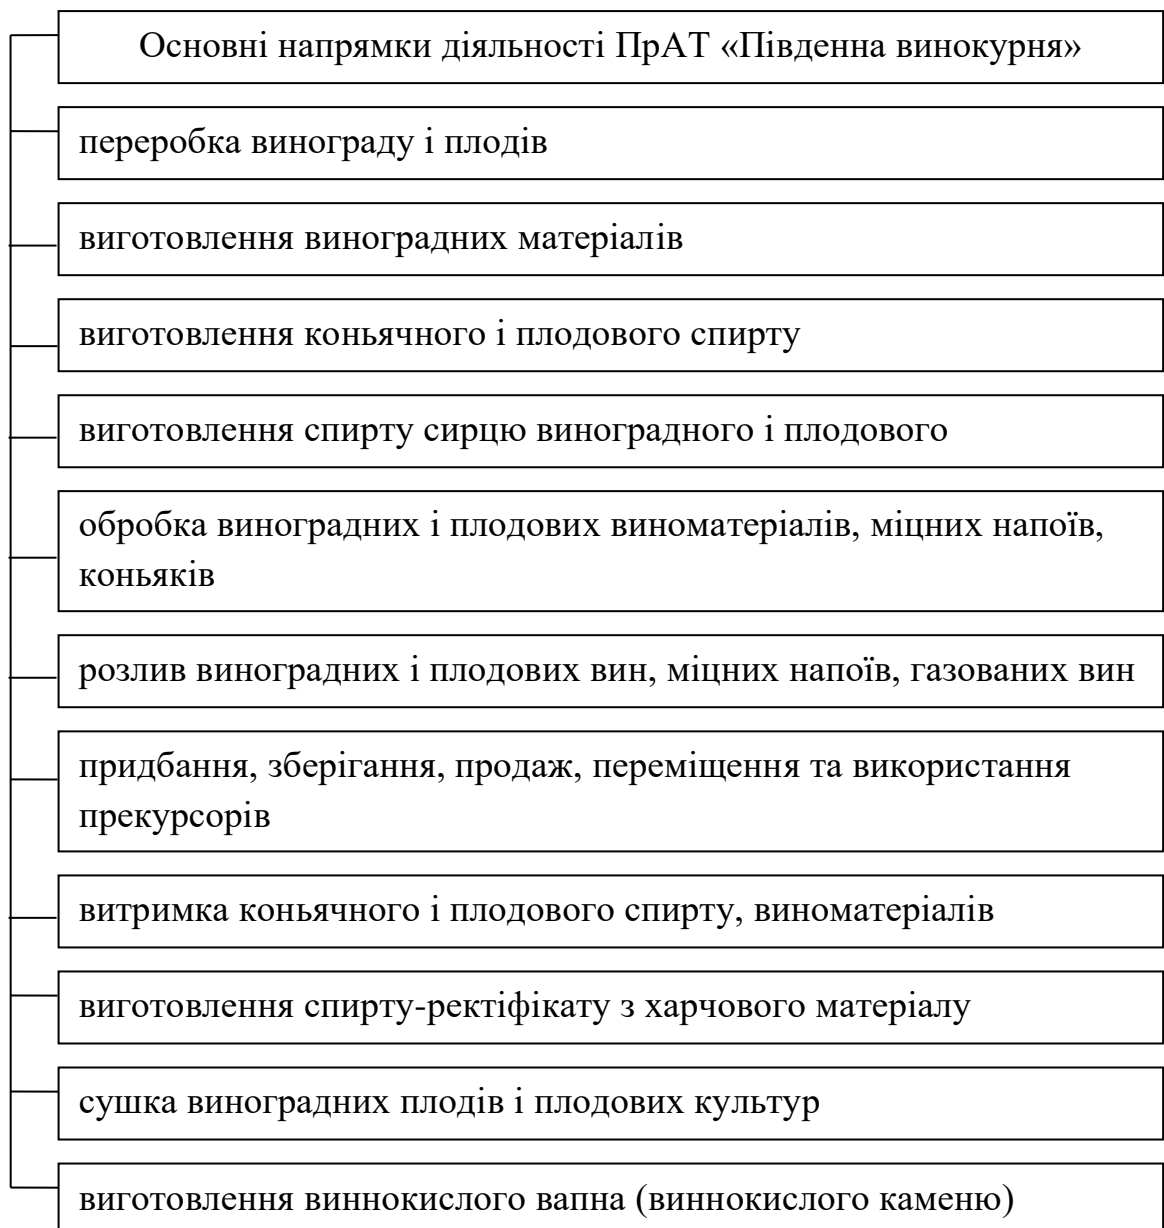 Основні напрямки діяльності ПрАТ «Південна винокурня»
переробка винограду і плодів
виготовлення виноградних матеріалів
виготовлення коньячного і плодового спирту
виготовлення спирту сирцю виноградного і плодового
обробка виноградних і плодових виноматеріалів, міцних напоїв,
коньяків
розлив виноградних і плодових вин, міцних напоїв, газованих вин
придбання, зберігання, продаж, переміщення та використання
прекурсорів
витримка коньячного і плодового спирту, виноматеріалів
виготовлення спирту-ректіфікату з харчового матеріалу
сушка виноградних плодів і плодових культур
виготовлення виннокислого вапна (виннокислого каменю)